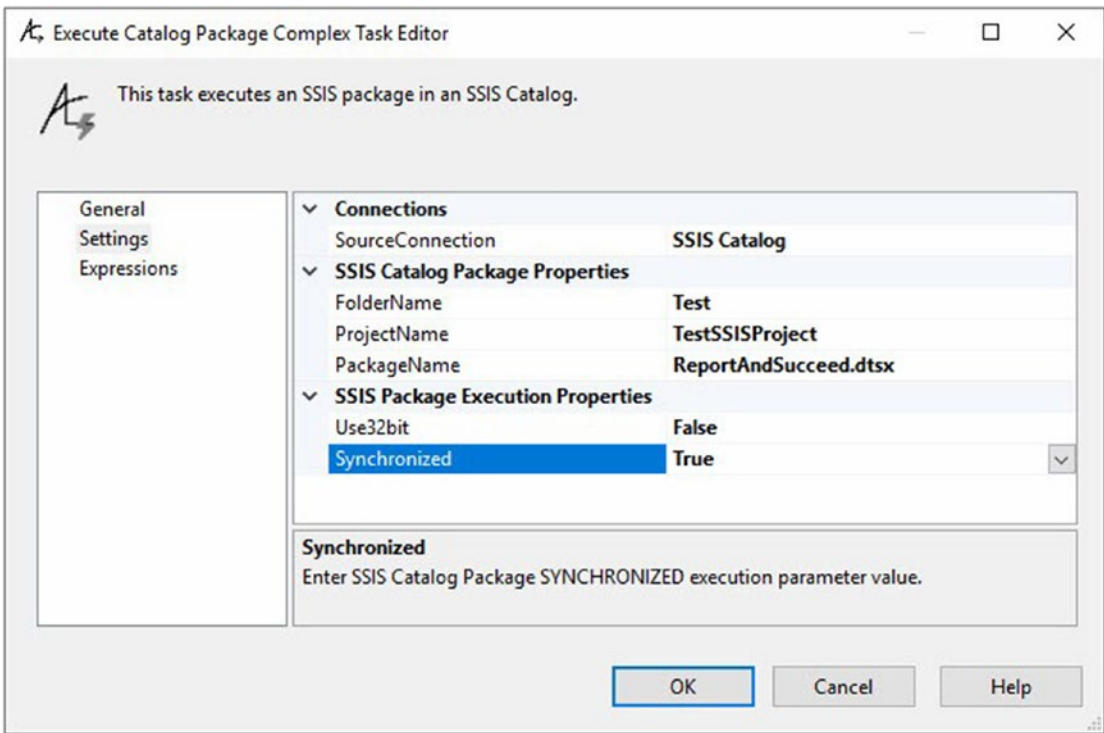 Execute Catalog Package Complex Task Editor
This task executes an SSIS package in an SSIS Catalog.
General
Settings
Expressions
Connections
SourceConnection SSIS Catalog
SSIS Catalog Package Properties
FolderName Test
ProjectName TestSSISProject
PackageName ReportAndSucceed.dtsx
SSIS Package Execution Properties
Use32bit False
Synchronized True
Synchronized
Enter SSIS Catalog Package SYNCHRONIZED execution parameter value.
OK Cancel Help